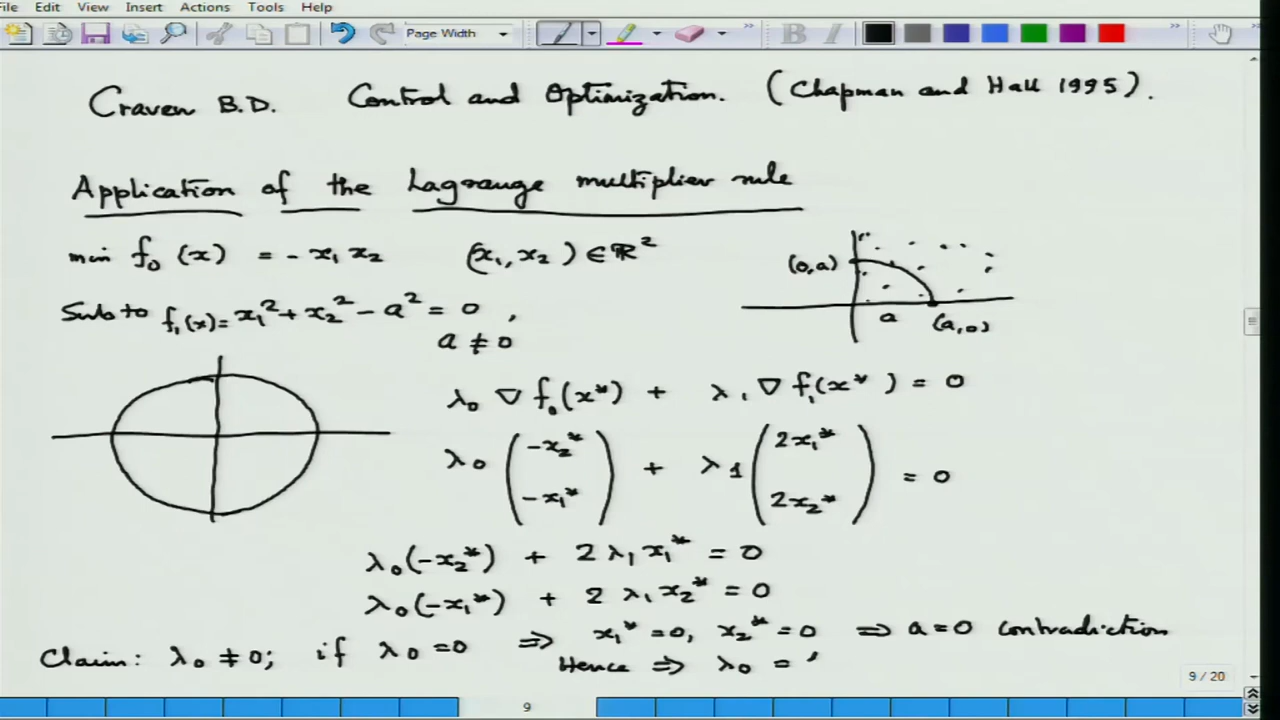 File Edit View Insert Actions Tools Help
Page Width
Craven B.D. Control and Optimization. (Chapman and Hall 1995).
Application of the Lagrange multiplier rule
min f₀(x) = -x₁x₂ (x₁, x₂) ∈ ℝ²
Sub to f₁(x) = x₁² + x₂² - a² = 0,
a ≠ 0
(0,a)
a (a,0)
λ₀ ∇f₀(x*) + λ₁ ∇f₁(x*) = 0
λ₀ (-x₂* -x₁*) + λ₁ (2x₁* 2x₂*) = 0
λ₀(-x₂*) + 2λ₁x₁* = 0
λ₀(-x₁*) + 2λ₁x₂* = 0
Claim: λ₀ ≠ 0; if λ₀ = 0 ⇒ x₁* = 0, x₂* = 0 ⇒ a = 0 contradiction
Hence ⇒ λ₀ =
9 / 20
9